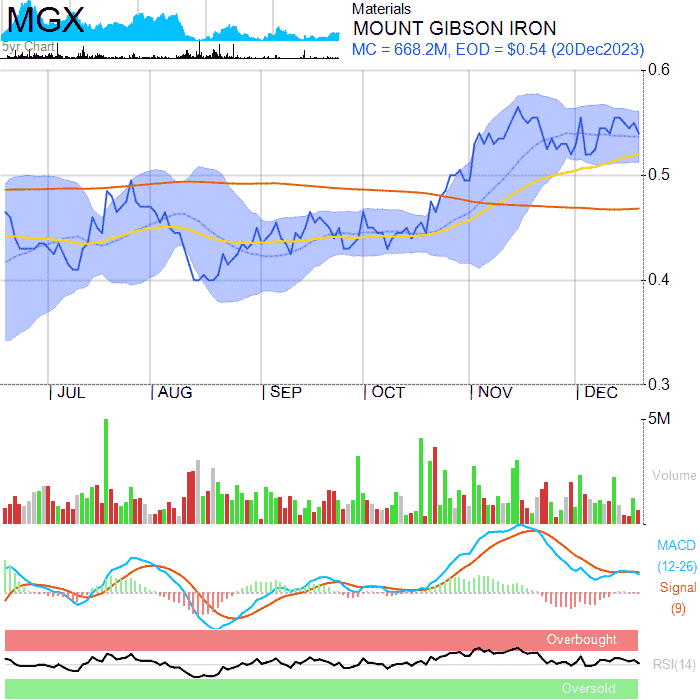 MGX
5yr Chart
Materials
MOUNT GIBSON IRON
MC = 668.2M, EOD = $0.54 (20Dec2023)
0.6
0.5
0.4
0.3
JUL AUG SEP OCT NOV DEC
5M
Volume
MACD
(12-26)
Signal
(9)
Overbought
RSI(14)
Oversold